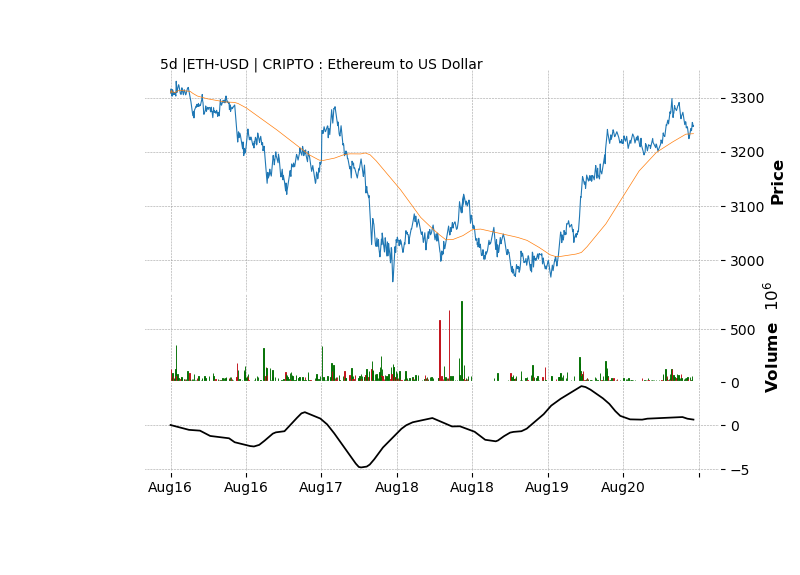 5d |ETH-USD | CRIPTO : Ethereum to US Dollar
3300
3200
3100
3000
Price
500
0
Volume 10^6
0
−5
Aug16 Aug16 Aug17 Aug18 Aug18 Aug19 Aug20